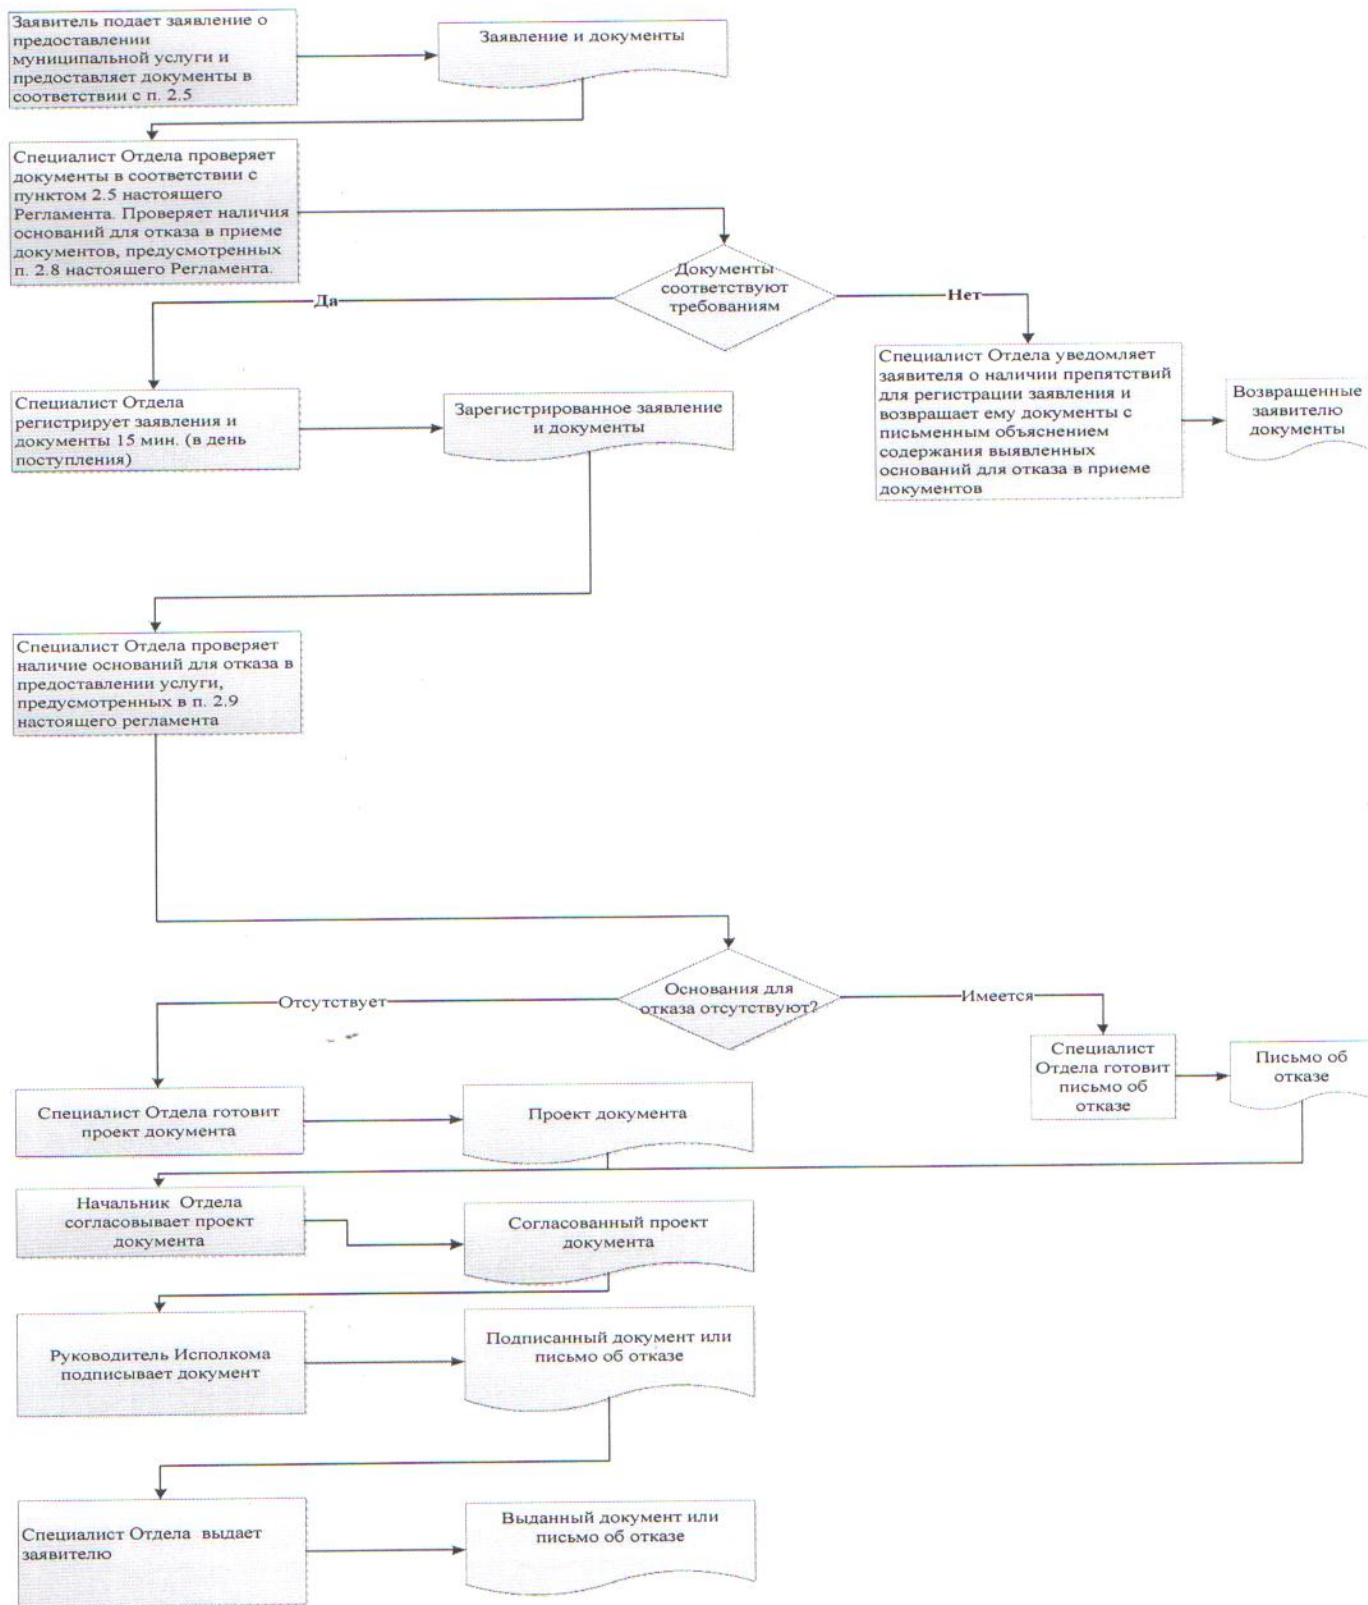 Заявитель подает заявление о
предоставлении
муниципальной услуги и
предоставляет документы в
соответствии с п. 2.5
Заявление и документы
Специалист Отдела проверяет
документы в соответствии с
пунктом 2.5 настоящего
Регламента. Проверяет наличия
оснований для отказа в приеме
документов, предусмотренных
п. 2.8 настоящего Регламента.
Документы
соответствуют
требованиям
Да
Нет
Специалист Отдела
регистрирует заявления и
документы 15 мин. (в день
поступления)
Зарегистрированное заявление
и документы
Специалист Отдела уведомляет
заявителя о наличии препятствий
для регистрации заявления и
возвращает ему документы с
письменным объяснением
содержания выявленных
оснований для отказа в приеме
документов
Возвращенные
заявителю
документы
Специалист Отдела проверяет
наличие оснований для отказа в
предоставлении услуги,
предусмотренных в п. 2.9
настоящего регламента
Основания для
отказа отсутствуют?
Отсутствует
Имеется
Специалист
Отдела готовит
письмо об
отказе
Письмо об
отказе
Специалист Отдела готовит
проект документа
Проект документа
Начальник Отдела
согласовывает проект
документа
Согласованный проект
документа
Руководитель Исполкома
подписывает документ
Подписанный документ или
письмо об отказе
Специалист Отдела выдает
заявителю
Выданный документ или
письмо об отказе